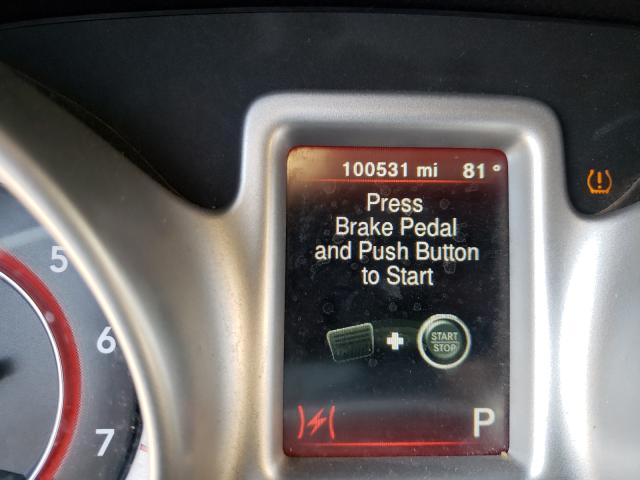 100531 mi 81°
Press
Brake Pedal
and Push Button
to Start
START
STOP
P
5
6
7